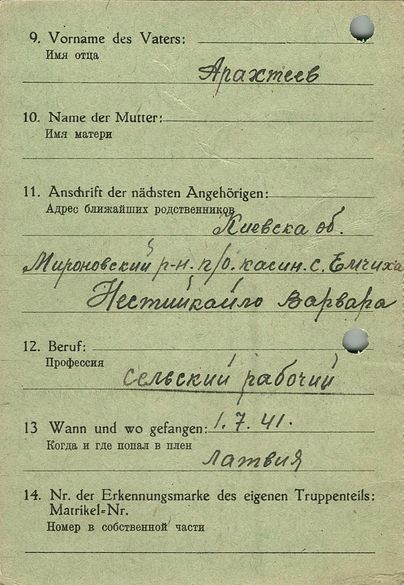 9. Vorname des Vaters:
Имя отца
Арахтеев
10. Name der Mutter:
Имя матери
11. Anschrift der nächsten Angehörigen:
Адрес ближайших родственников
Киевска об.
Мироновский р-н. п/о. касин. с. Емчиха
Нестийкайло Варвара
12. Beruf:
Профессия
сельский рабочий
13 Wann und wo gefangen: 1. 7. 41.
Когда и где попал в плен
Латвия
14. Nr. der Erkennungsmarke des eigenen Truppenteils:
Matrikel-Nr.
Номер в собственной части